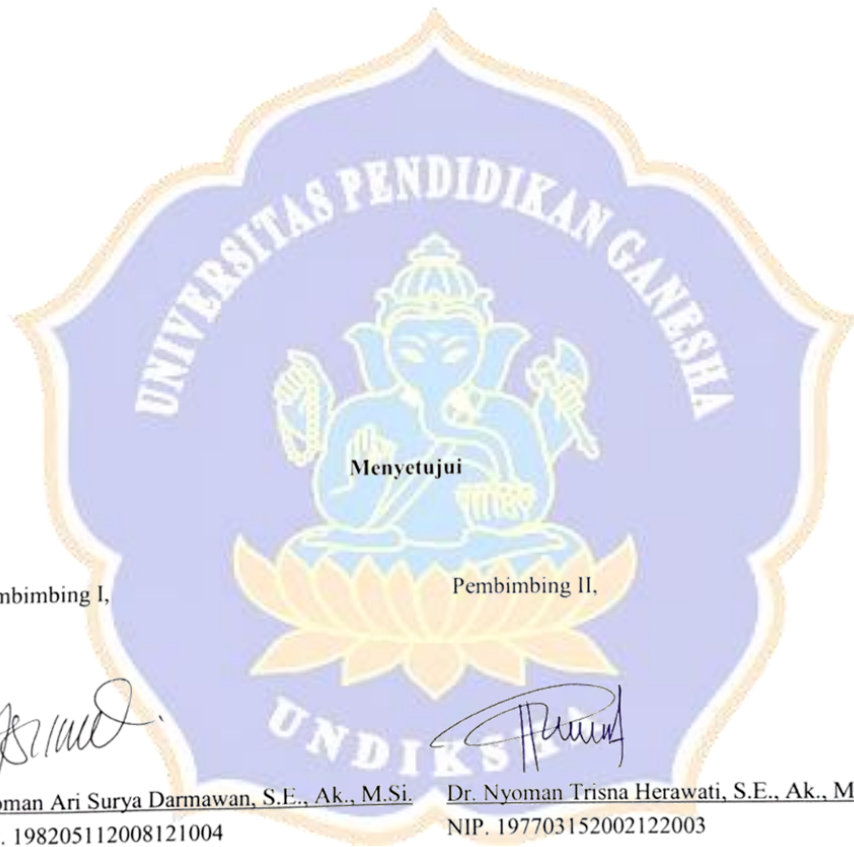 UNIVERSITAS PENDIDIKAN GANESHA
Menyetujui
mbimbing I,
Pembimbing II,
UNDIKSHA
oman Ari Surya Darmawan, S.E., Ak., M.Si.
Dr. Nyoman Trisna Herawati, S.E., Ak., M
. 198205112008121004
NIP. 197703152002122003